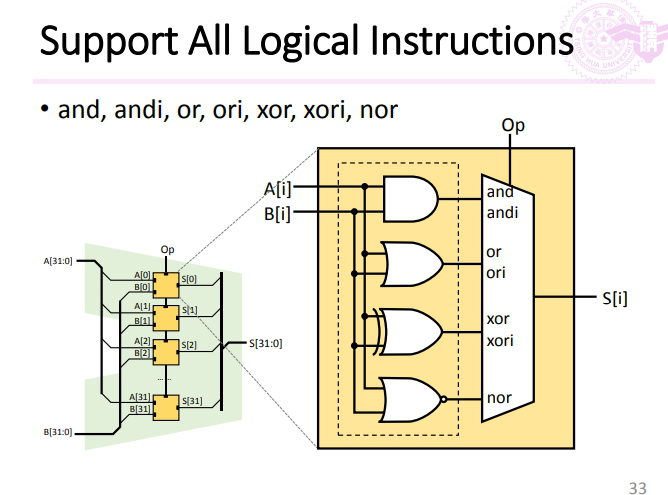 Support All Logical Instructions
• and, andi, or, ori, xor, xori, nor
Op
A[i]
B[i]
and
andi
or
ori
xor
xori
nor
S[i]
Op
A[31:0]
A[0]
B[0]
S[0]
A[1]
B[1]
S[1]
A[2]
B[2]
S[2]
......
A[31]
B[31]
S[31]
S[31:0]
B[31:0]
33